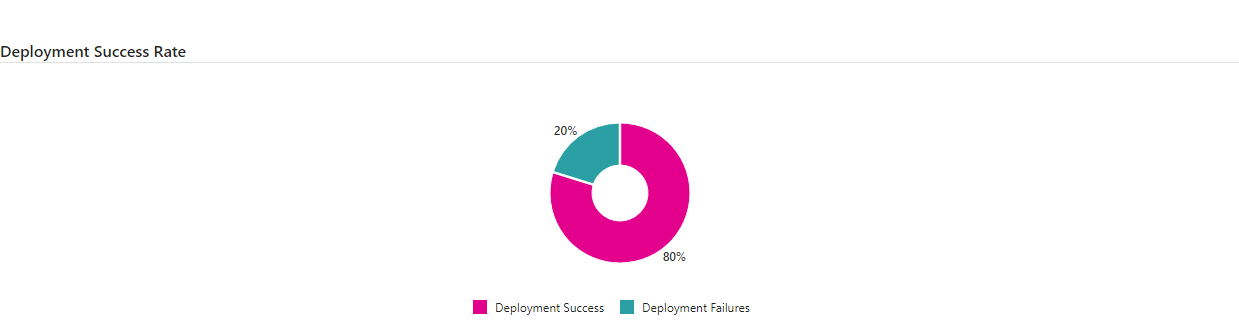 Deployment Success Rate
20%
80%
Deployment Success
Deployment Failures